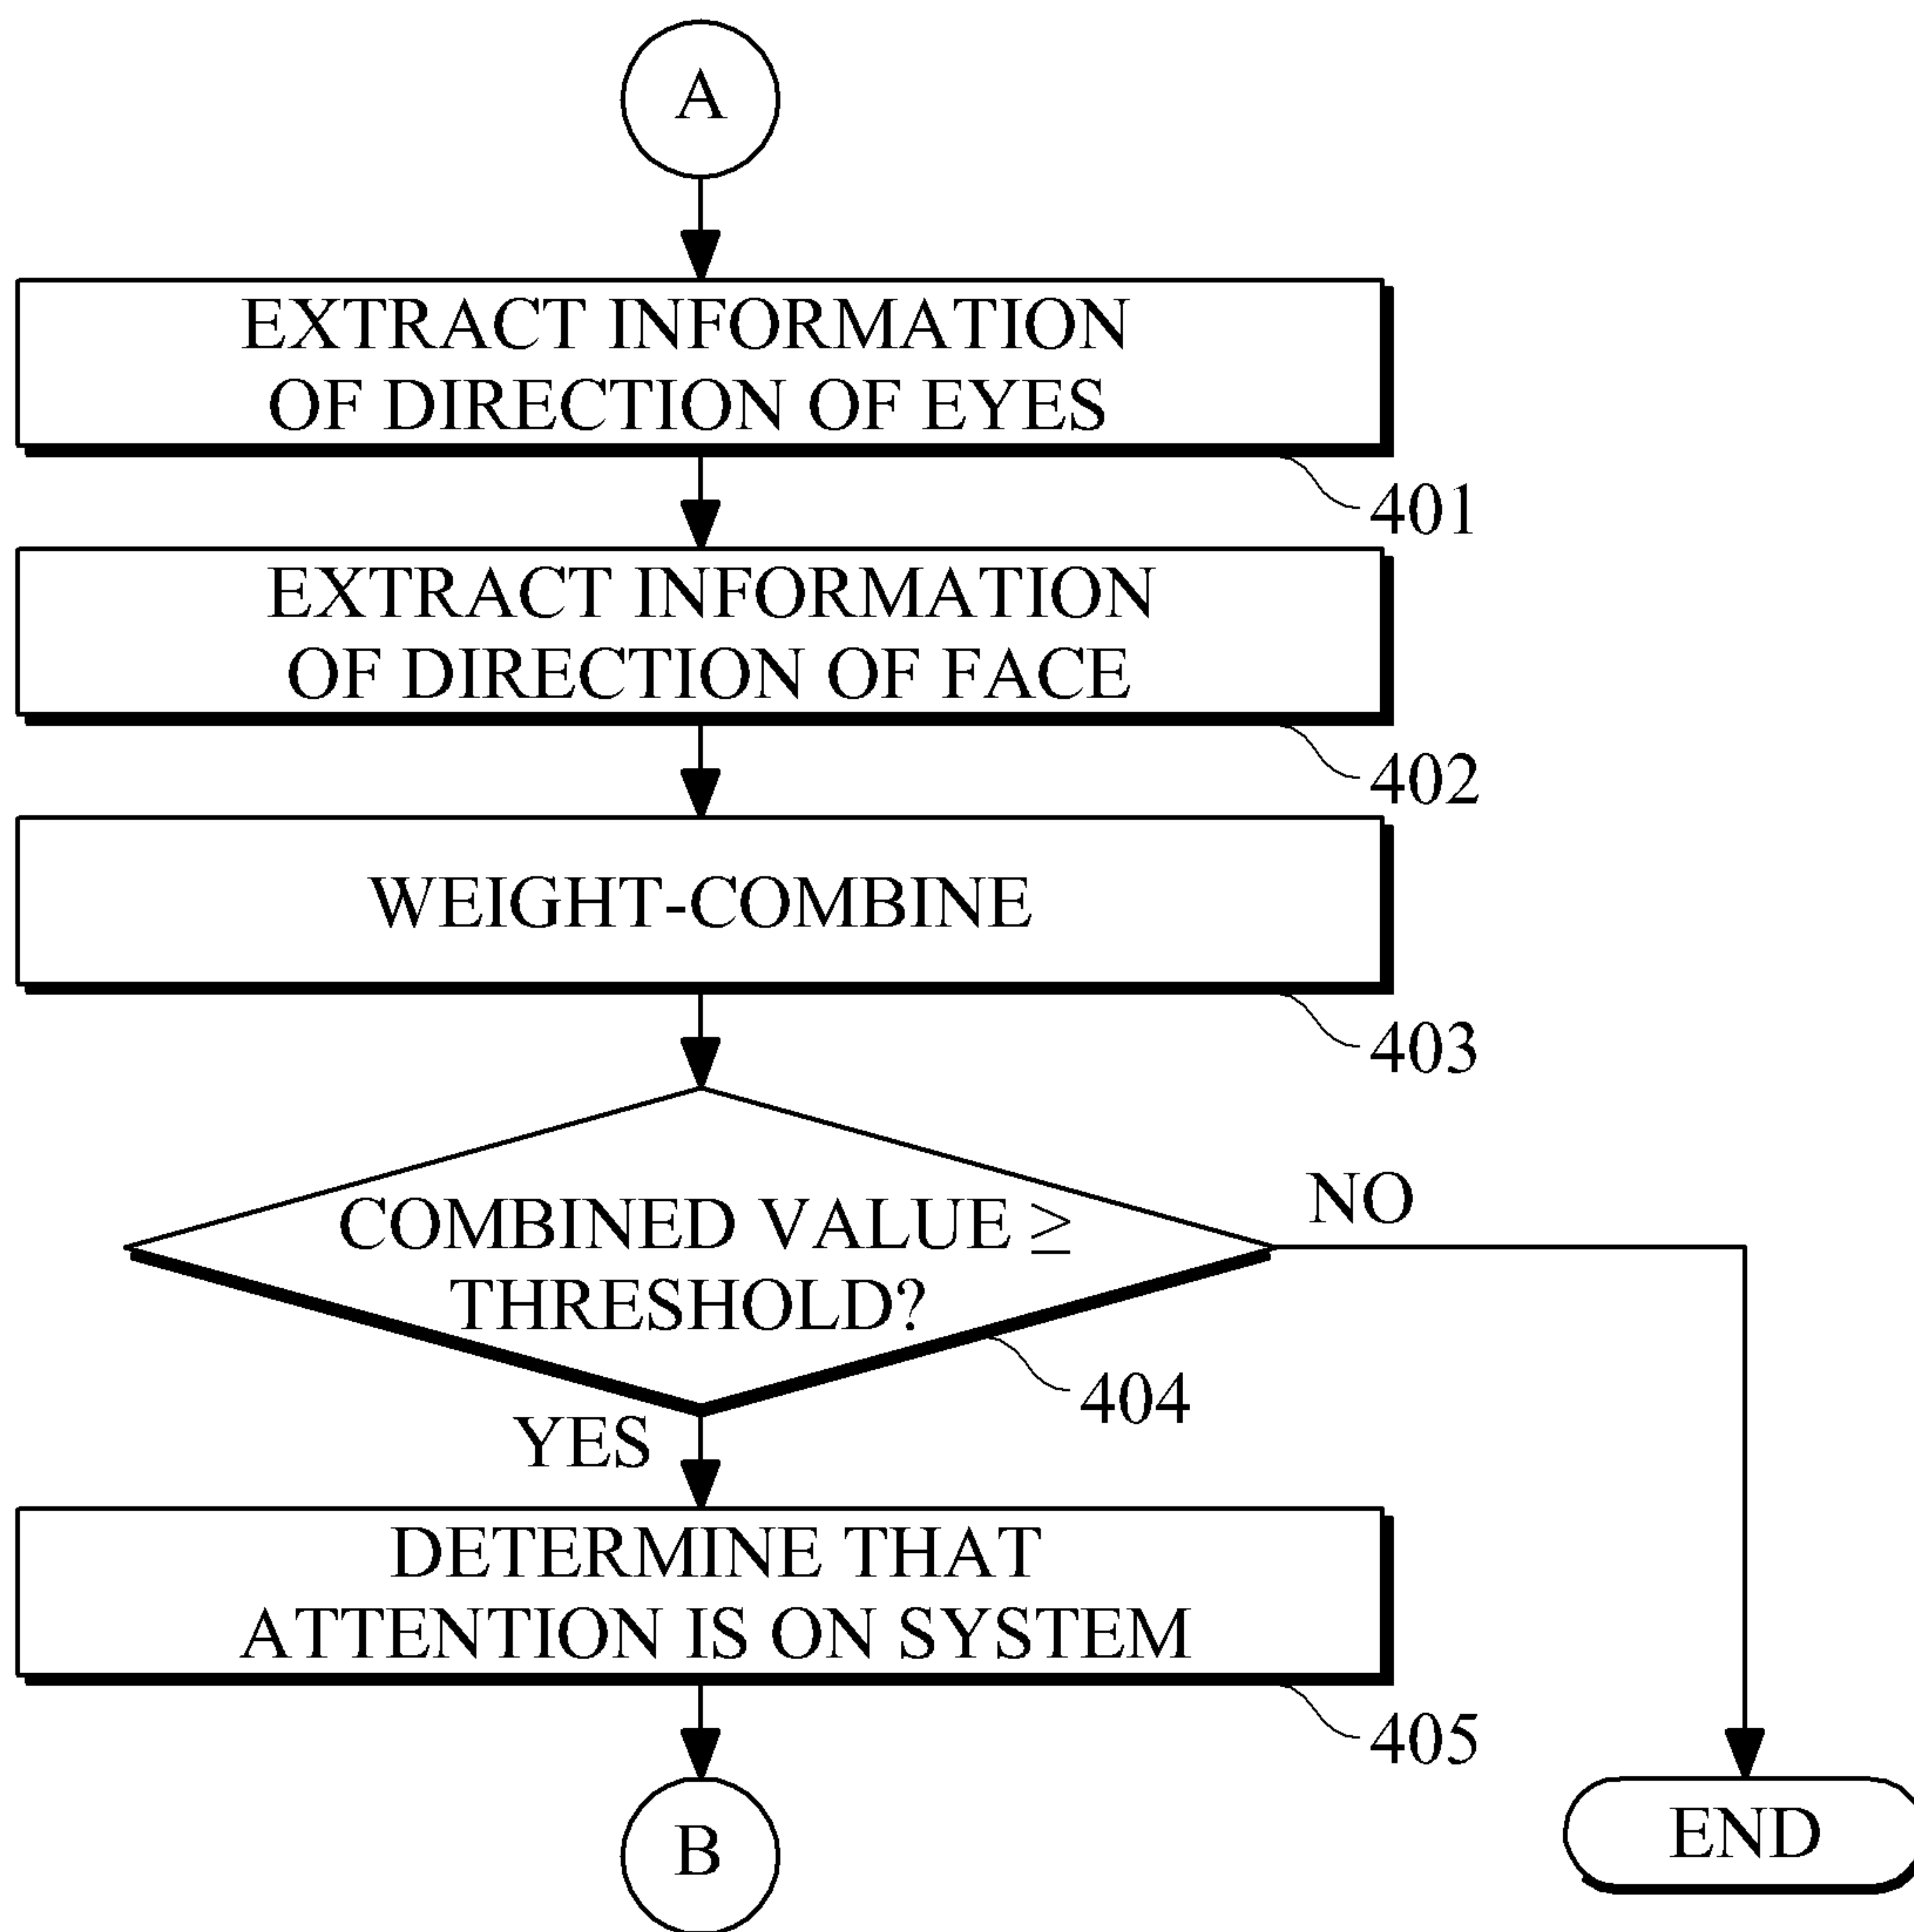 A
EXTRACT INFORMATION
OF DIRECTION OF EYES
401
EXTRACT INFORMATION
OF DIRECTION OF FACE
402
WEIGHT-COMBINE
403
COMBINED VALUE ≥
THRESHOLD?
NO
404
YES
DETERMINE THAT
ATTENTION IS ON SYSTEM
405
B
END